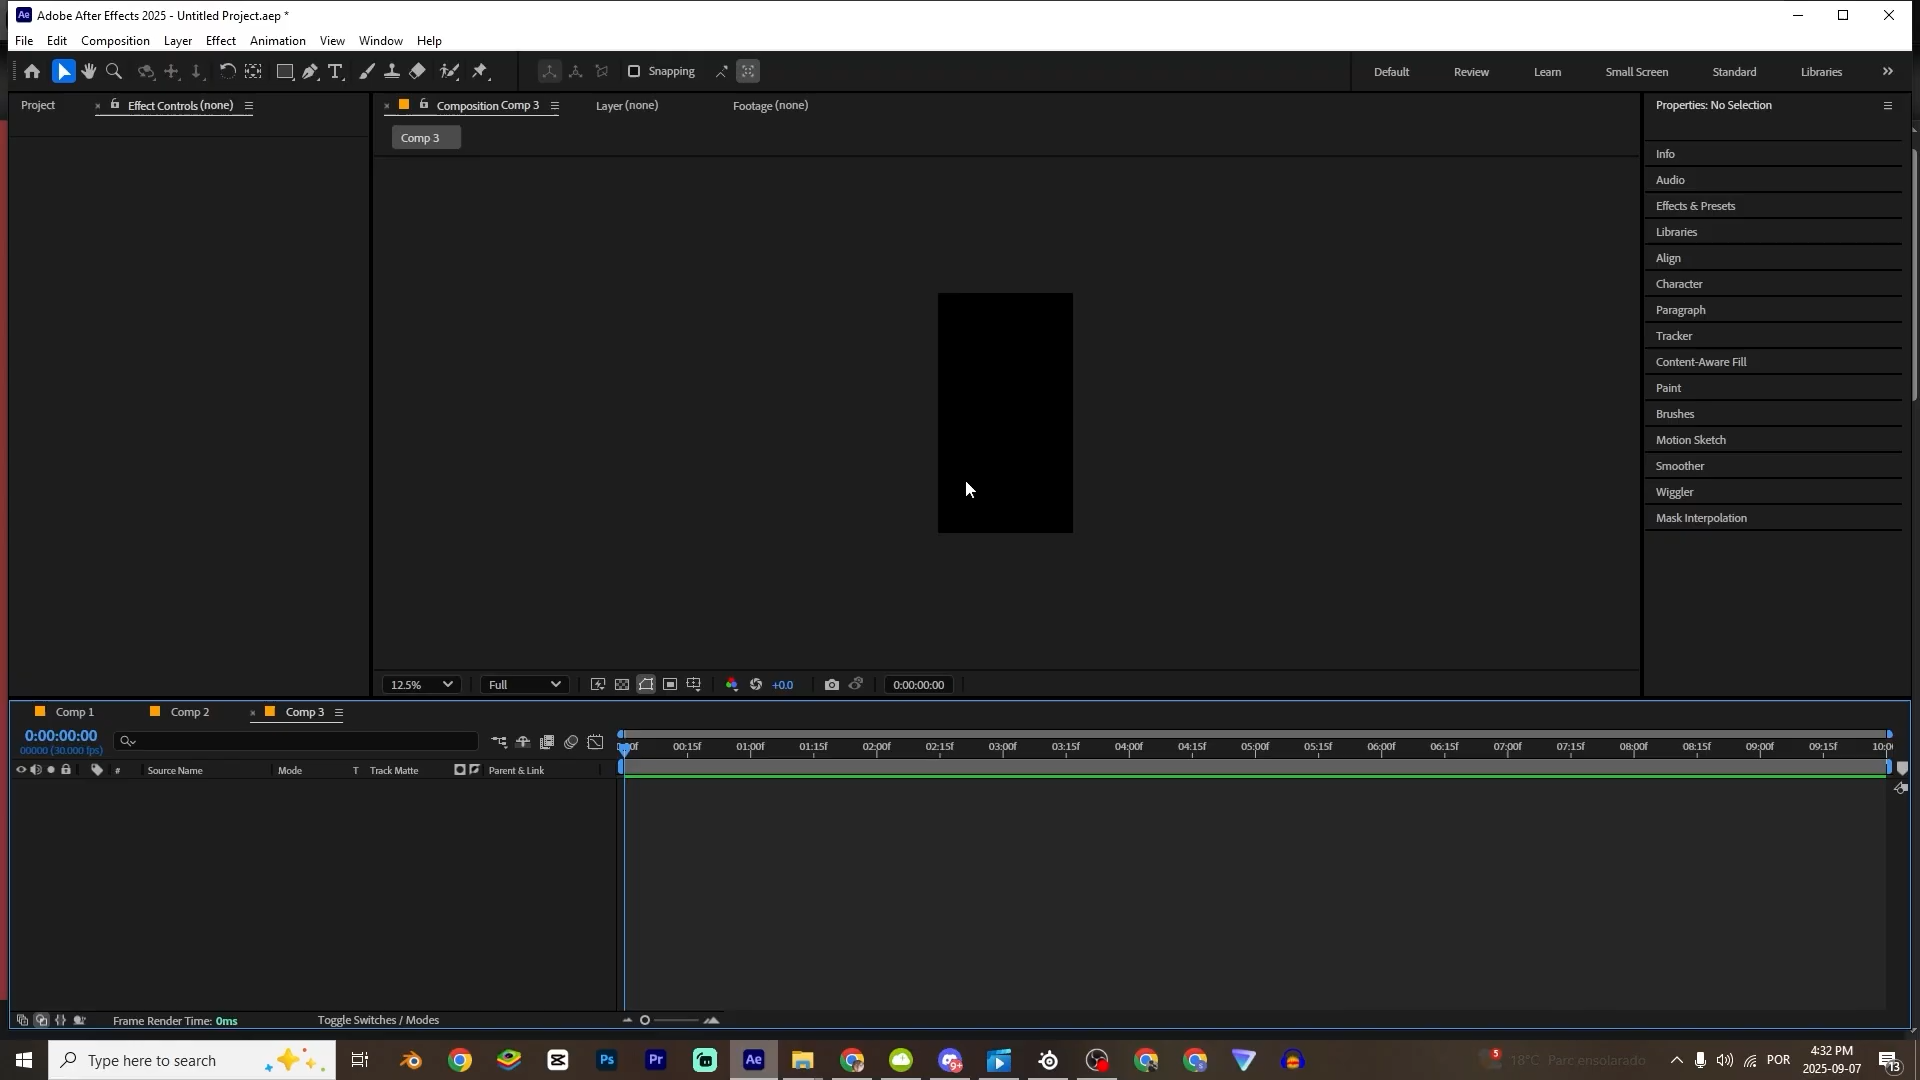 Adobe After Effects 2025 - Untitled Project.aep *
File Edit Composition Layer Effect Animation View Window Help
Snapping
Default Review Learn Small Screen Standard Libraries
Project Effect Controls (none)
Composition Comp 3 Layer (none) Footage (none)
Comp 3
Properties: No Selection
Info
Audio
Effects & Presets
Libraries
Align
Character
Paragraph
Tracker
Content-Aware Fill
Paint
Brushes
Motion Sketch
Smoother
Wiggler
Mask Interpolation
12.5% Full +0.0 0:00:00:00
Comp 1 Comp 2 Comp 3
0:00:00:00
00000 (30.000 fps)
00:15f 01:00f 01:15f 02:00f 02:15f 03:00f 03:15f 04:00f 04:15f 05:00f 05:15f 06:00f 06:15f 07:00f 07:15f 08:00f 08:15f 09:00f 09:15f 10:0
# Source Name Mode T Track Matte Parent & Link
Frame Render Time: 0ms Toggle Switches / Modes
Type here to search
Ps Pr Ae
9+
5
18°C Parc ensolarado
POR
4:32 PM
2025-09-07
13